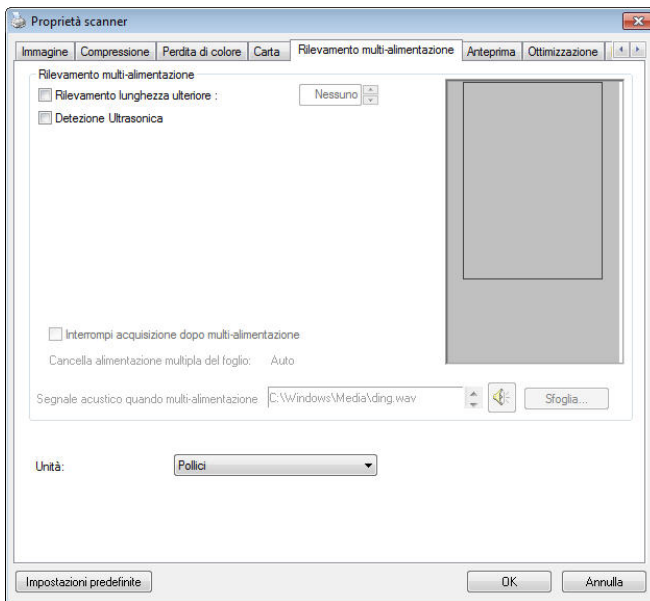 Proprietà scanner
Immagine Compressione Perdita di colore Carta Rilevamento multi-alimentazione Anteprima Ottimizzazione
Rilevamento multi-alimentazione
Rilevamento lunghezza ulteriore : Nessuno
Detezione Ultrasonica
Interrompi acquisizione dopo multi-alimentazione
Cancella alimentazione multipla del foglio: Auto
Segnale acustico quando multi-alimentazione C:\Windows\Media\ding.wav Sfoglia...
Unità: Pollici
Impostazioni predefinite OK Annulla